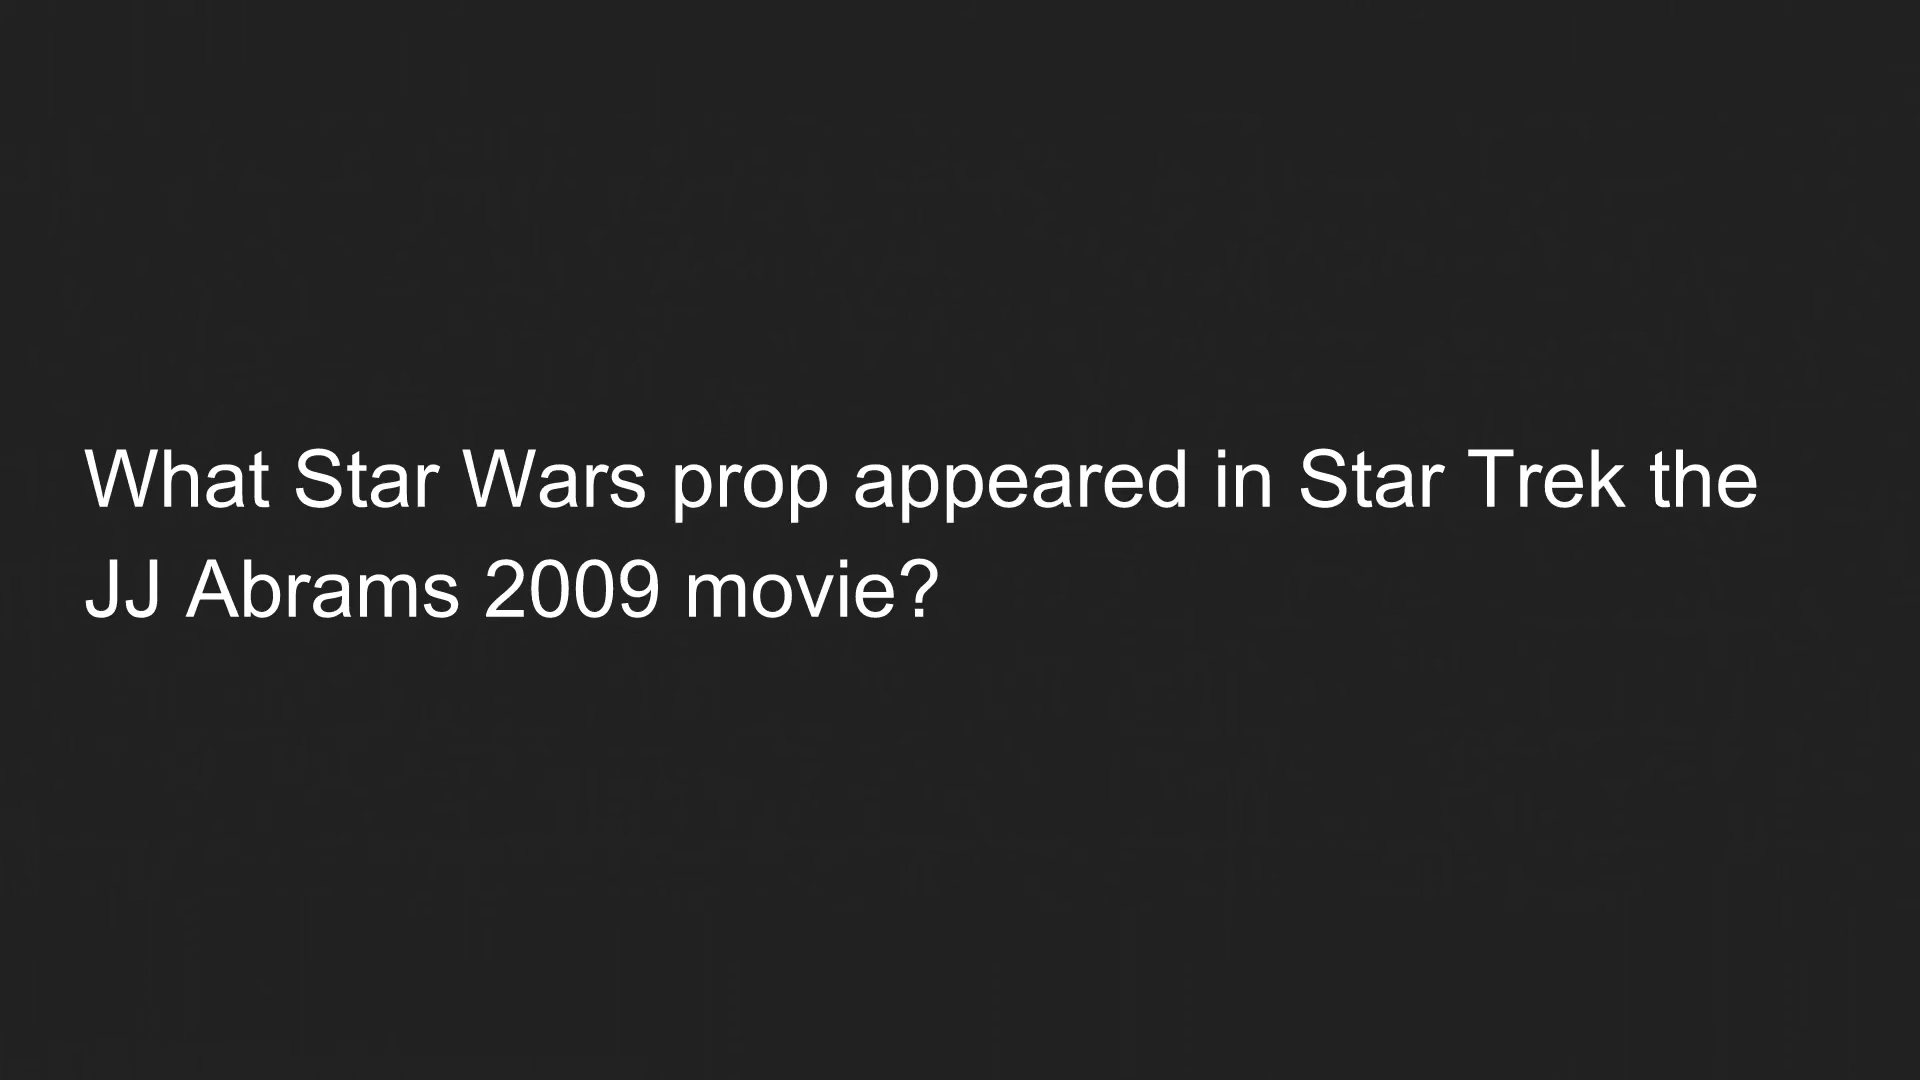 What Star Wars prop appeared in Star Trek the
JJ Abrams 2009 movie?